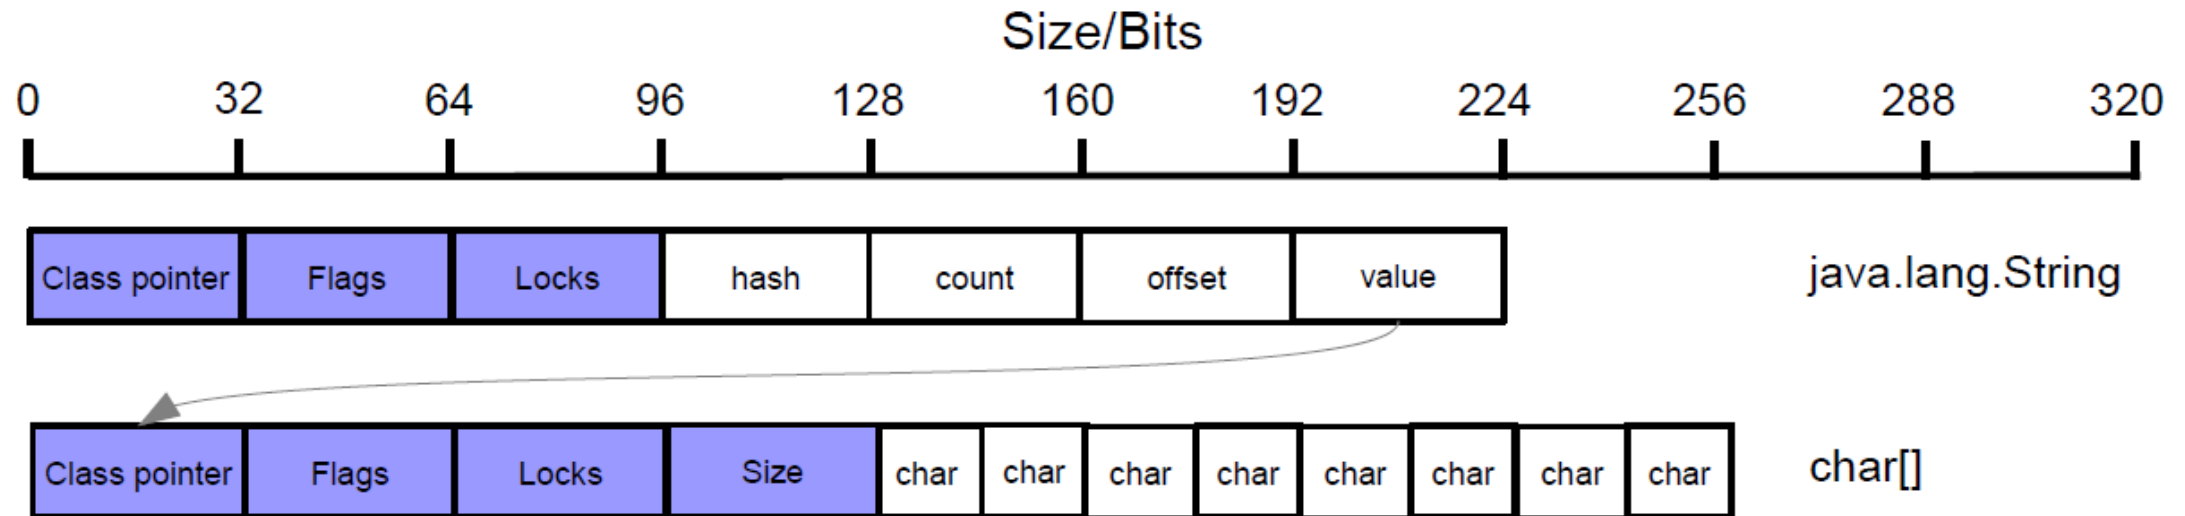 Size/Bits
0 32 64 96 128 160 192 224 256 288 320
Class pointer Flags Locks hash count offset value java.lang.String
Class pointer Flags Locks Size char char char char char char char char char[]